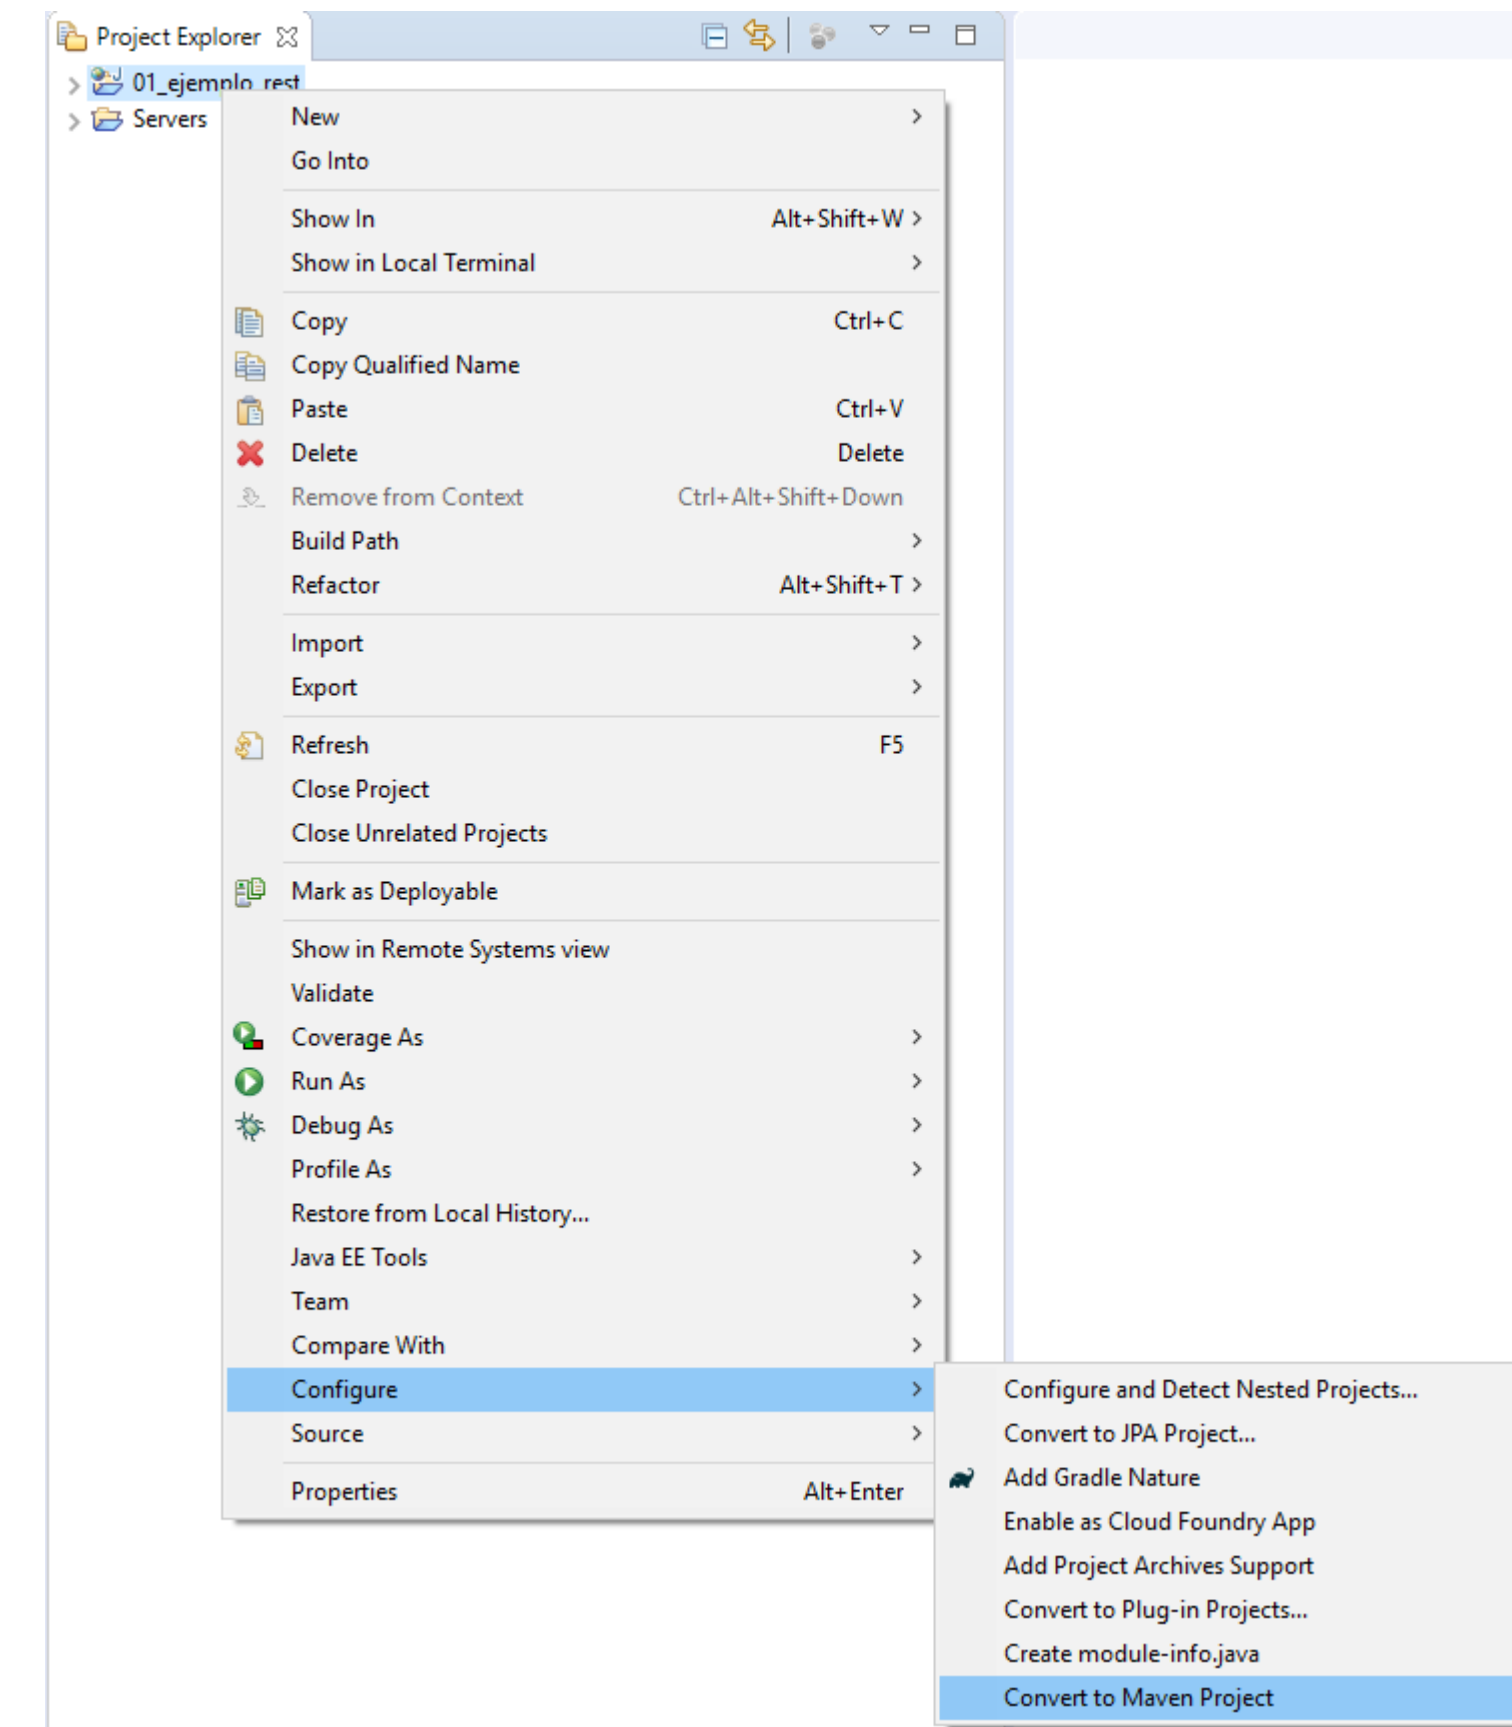 Project Explorer
01_ejemplo_rest
Servers
New
Go Into
Show In Alt+Shift+W
Show in Local Terminal
Copy Ctrl+C
Copy Qualified Name
Paste Ctrl+V
Delete Delete
Remove from Context Ctrl+Alt+Shift+Down
Build Path
Refactor Alt+Shift+T
Import
Export
Refresh F5
Close Project
Close Unrelated Projects
Mark as Deployable
Show in Remote Systems view
Validate
Coverage As
Run As
Debug As
Profile As
Restore from Local History...
Java EE Tools
Team
Compare With
Configure
Source
Properties Alt+Enter
Configure and Detect Nested Projects...
Convert to JPA Project...
Add Gradle Nature
Enable as Cloud Foundry App
Add Project Archives Support
Convert to Plug-in Projects...
Create module-info.java
Convert to Maven Project